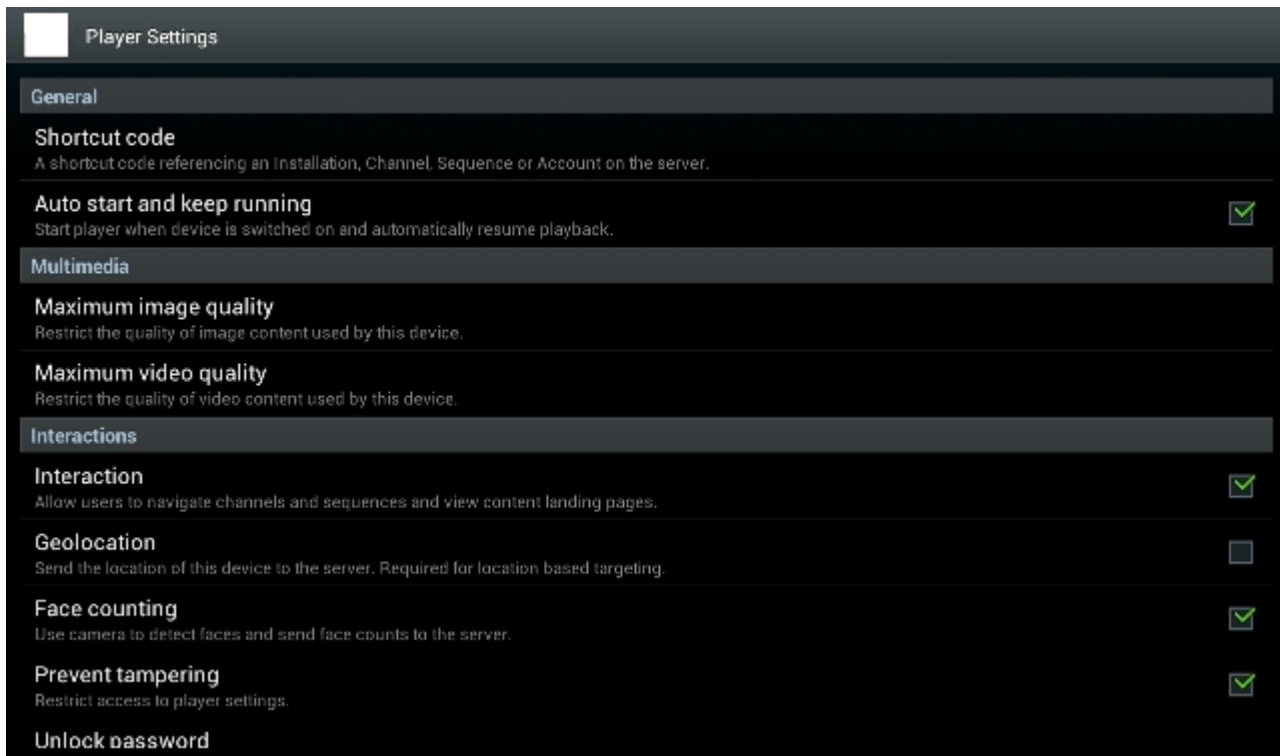 Player Settings
General
Shortcut code
A shortcut code referencing an Installation, Channel, Sequence or Account on the server.
Auto start and keep running
Start player when device is switched on and automatically resume playback.
Multimedia
Maximum image quality
Restrict the quality of image content used by this device.
Maximum video quality
Restrict the quality of video content used by this device.
Interactions
Interaction
Allow users to navigate channels and sequences and view content landing pages.
Geolocation
Send the location of this device to the server. Required for location based targeting.
Face counting
Use camera to detect faces and send face counts to the server.
Prevent tampering
Restrict access to player settings.
Unlock password